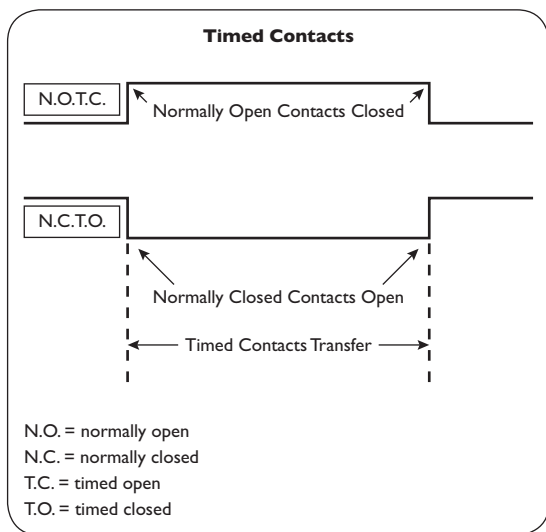 Timed Contacts
N.O.T.C.
Normally Open Contacts Closed
N.C.T.O.
Normally Closed Contacts Open
Timed Contacts Transfer
N.O. = normally open
N.C. = normally closed
T.C. = timed open
T.O. = timed closed